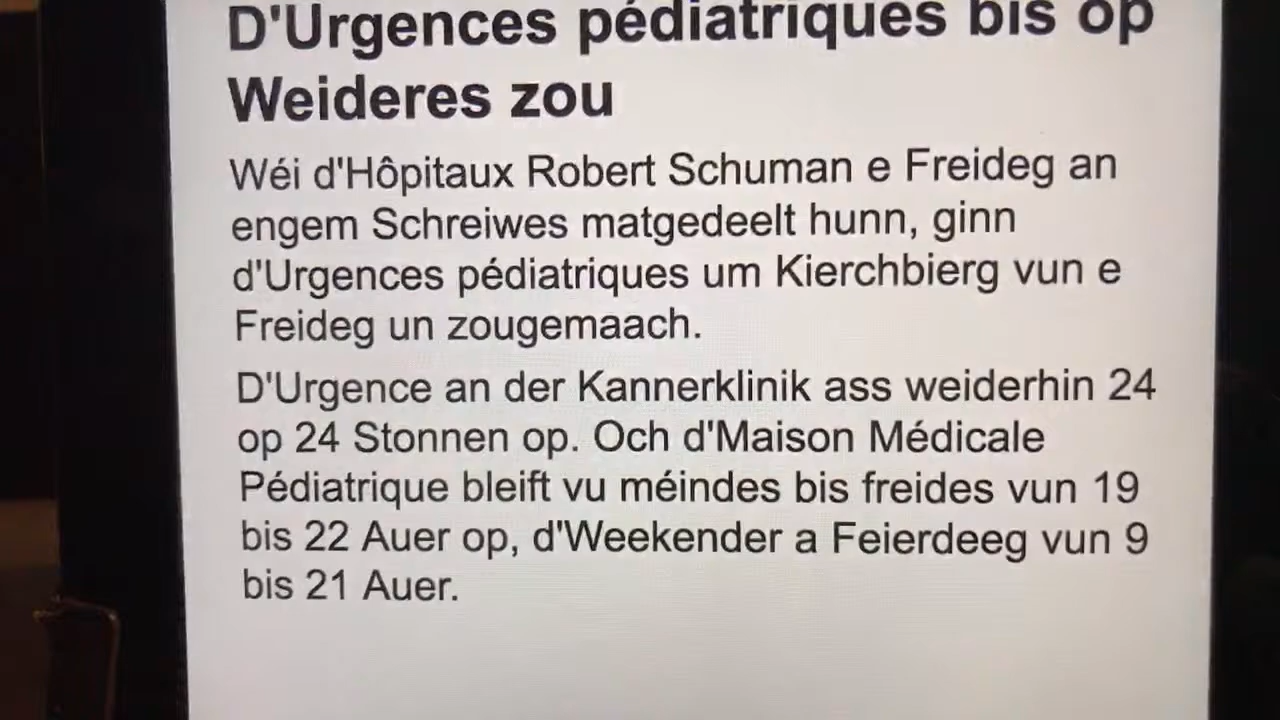 D'Urgences pédiatriques bis op
Weideres zou
Wéi d'Hôpitaux Robert Schuman e Freideg an
engem Schreiwes matgedeelt hunn, ginn
d'Urgences pédiatriques um Kierchbierg vun e
Freideg un zougemaach.
D'Urgence an der Kannerklinik ass weiderhin 24
op 24 Stonnen op. Och d'Maison Médicale
Pédiatrique bleift vu méindes bis freides vun 19
bis 22 Auer op, d'Weekender a Feierdeeg vun 9
bis 21 Auer.